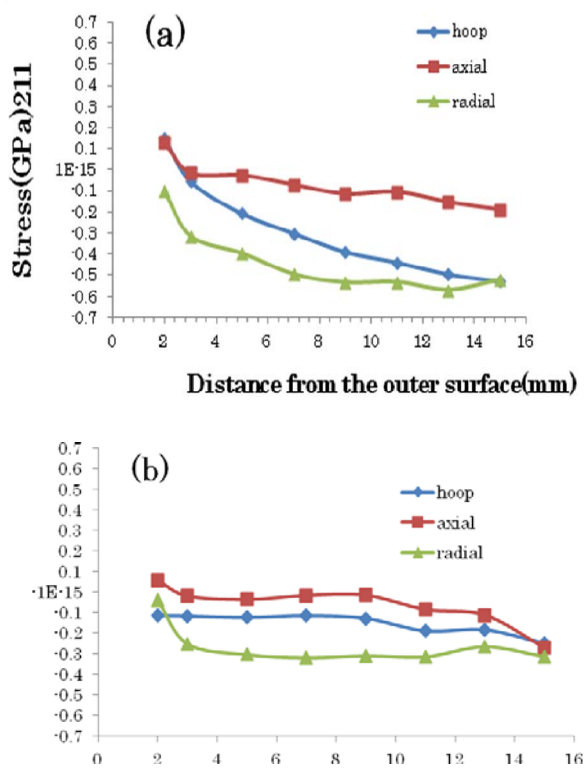 (a)
hoop
axial
radial
Stress(GPa)211
0.7
0.6
0.5
0.4
0.3
0.2
0.1
1E-15
-0.1
-0.2
-0.3
-0.4
-0.5
-0.6
-0.7
0 2 4 6 8 10 12 14 16
Distance from the outer surface(mm)
(b)
hoop
axial
radial
0.7
0.6
0.5
0.4
0.3
0.2
0.1
-1E-15
-0.1
-0.2
-0.3
-0.4
-0.5
-0.6
-0.7
0 2 4 6 8 10 12 14 16